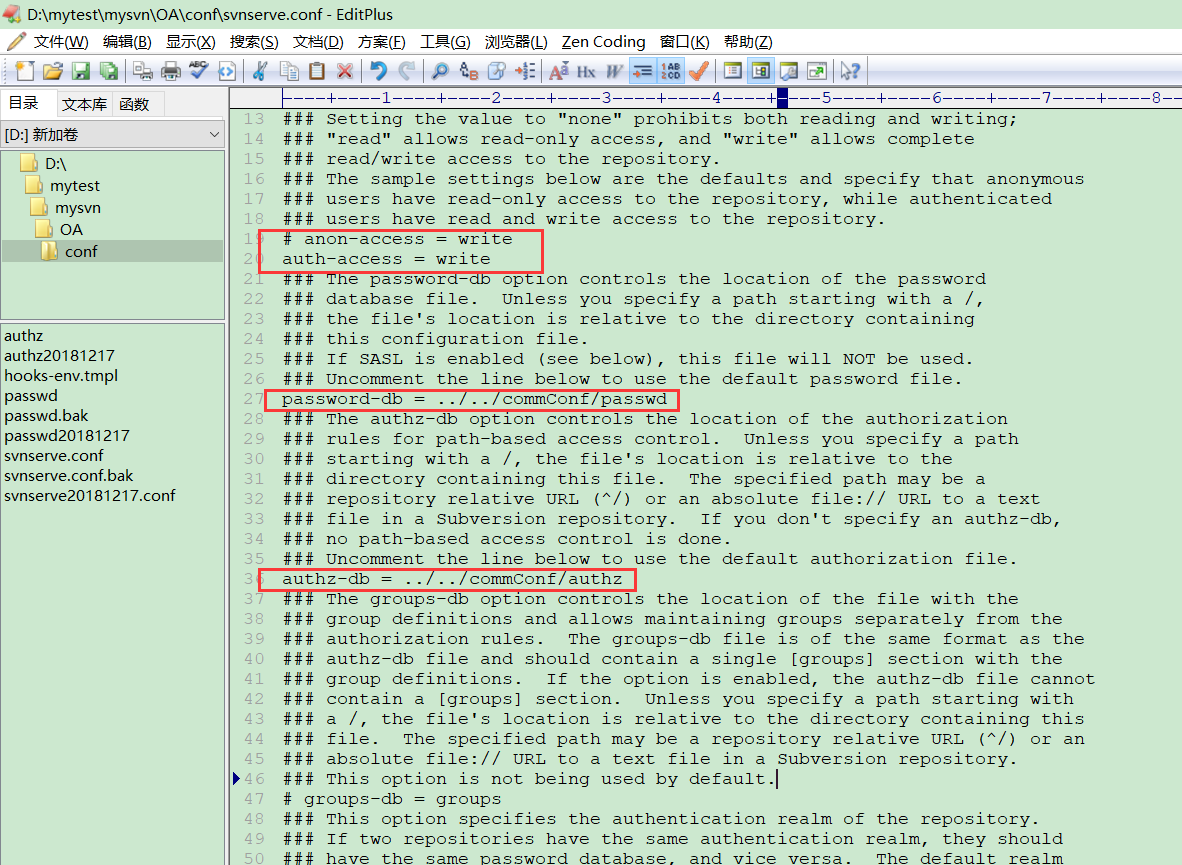 D:\mytest\mysvn\OA\conf\svnserve.conf - EditPlus
文件(W) 编辑(B) 显示(X) 搜索(S) 文档(D) 方案(F) 工具(G) 浏览器(L) Zen Coding 窗口(K) 帮助(Z)
目录 文本库 函数
[D:] 新加卷
D:\
mytest
mysvn
OA
conf
authz
authz20181217
hooks-env.tmpl
passwd
passwd.bak
passwd20181217
svnserve.conf
svnserve.conf.bak
svnserve20181217.conf
----+----1----+----2----+----3----+----4----+----5----+----6----+----7----+----8--
13 ### Setting the value to "none" prohibits both reading and writing;
14 ### "read" allows read-only access, and "write" allows complete
15 ### read/write access to the repository.
16 ### The sample settings below are the defaults and specify that anonymous
17 ### users have read-only access to the repository, while authenticated
18 ### users have read and write access to the repository.
19 # anon-access = write
20 auth-access = write
21 ### The password-db option controls the location of the password
22 ### database file.  Unless you specify a path starting with a /,
23 ### the file's location is relative to the directory containing
24 ### this configuration file.
25 ### If SASL is enabled (see below), this file will NOT be used.
26 ### Uncomment the line below to use the default password file.
27 password-db = ../../commConf/passwd
28 ### The authz-db option controls the location of the authorization
29 ### rules for path-based access control.  Unless you specify a path
30 ### starting with a /, the file's location is relative to the
31 ### directory containing this file.  The specified path may be a
32 ### repository relative URL (^/) or an absolute file:// URL to a text
33 ### file in a Subversion repository.  If you don't specify an authz-db,
34 ### no path-based access control is done.
35 ### Uncomment the line below to use the default authorization file.
36 authz-db = ../../commConf/authz
37 ### The groups-db option controls the location of the file with the
38 ### group definitions and allows maintaining groups separately from the
39 ### authorization rules.  The groups-db file is of the same format as the
40 ### authz-db file and should contain a single [groups] section with the
41 ### group definitions.  If the option is enabled, the authz-db file cannot
42 ### contain a [groups] section.  Unless you specify a path starting with
43 ### a /, the file's location is relative to the directory containing this
44 ### file.  The specified path may be a repository relative URL (^/) or an
45 ### absolute file:// URL to a text file in a Subversion repository.
46 ### This option is not being used by default.
47 # groups-db = groups
48 ### This option specifies the authentication realm of the repository.
49 ### If two repositories have the same authentication realm, they should
50 ### have the same password database, and vice versa.  The default realm